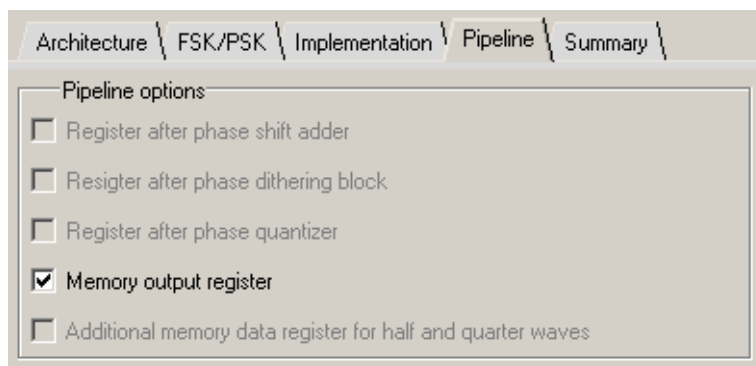 Architecture FSK/PSK Implementation Pipeline Summary
Pipeline options
Register after phase shift adder
Resigter after phase dithering block
Register after phase quantizer
Memory output register
Additional memory data register for half and quarter waves